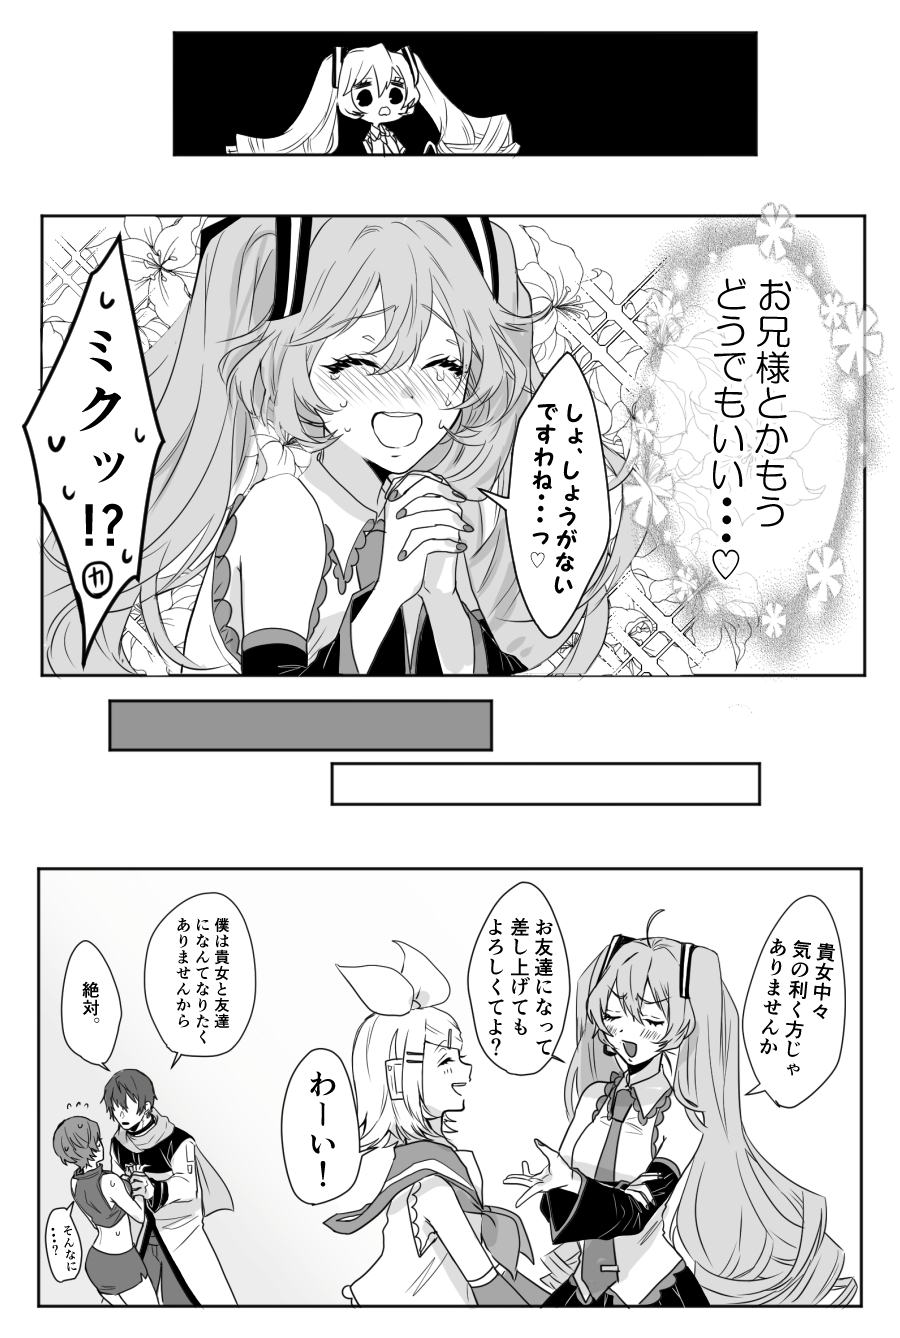 お兄様とかもう
どうでもいい・・・♡
しょ、しょうがない
ですわね・・・っ♡
ミクッ!?
カ
貴女中々
気の利く方じゃ
ありませんか
お友達になって
差し上げても
よろしくてよ?
わーい!
僕は貴女と友達
になんてなりたく
ありませんから
絶対。
そんなに
・・・?